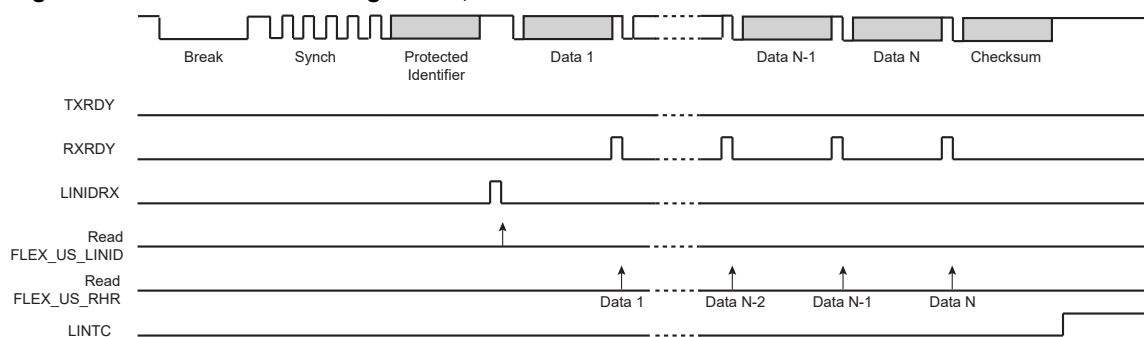 Break Synch Protected Data 1 Data N-1 Data N Checksum
Identifier
TXRDY
RXRDY
LINIDRX
Read
FLEX_US_LINID
Read
FLEX_US_RHR
Data 1 Data N-2 Data N-1 Data N
LINTC